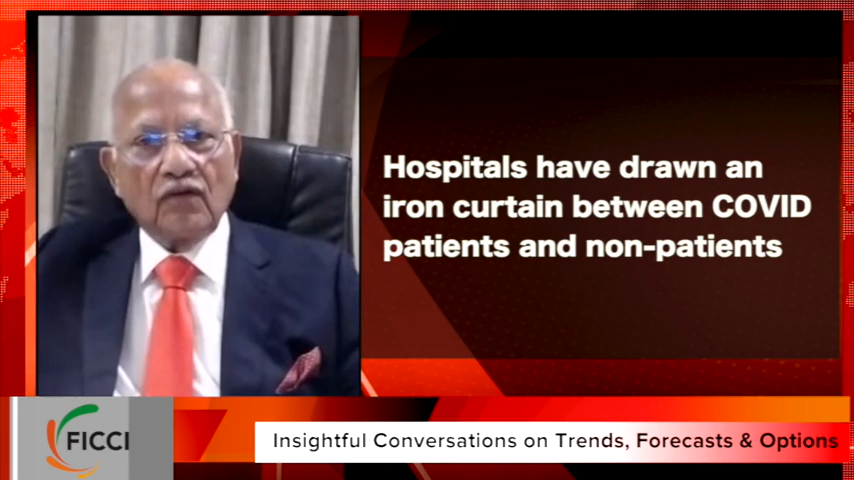 Hospitals have drawn an
iron curtain between COVID
patients and non-patients
FICCI
Insightful Conversations on Trends, Forecasts & Options